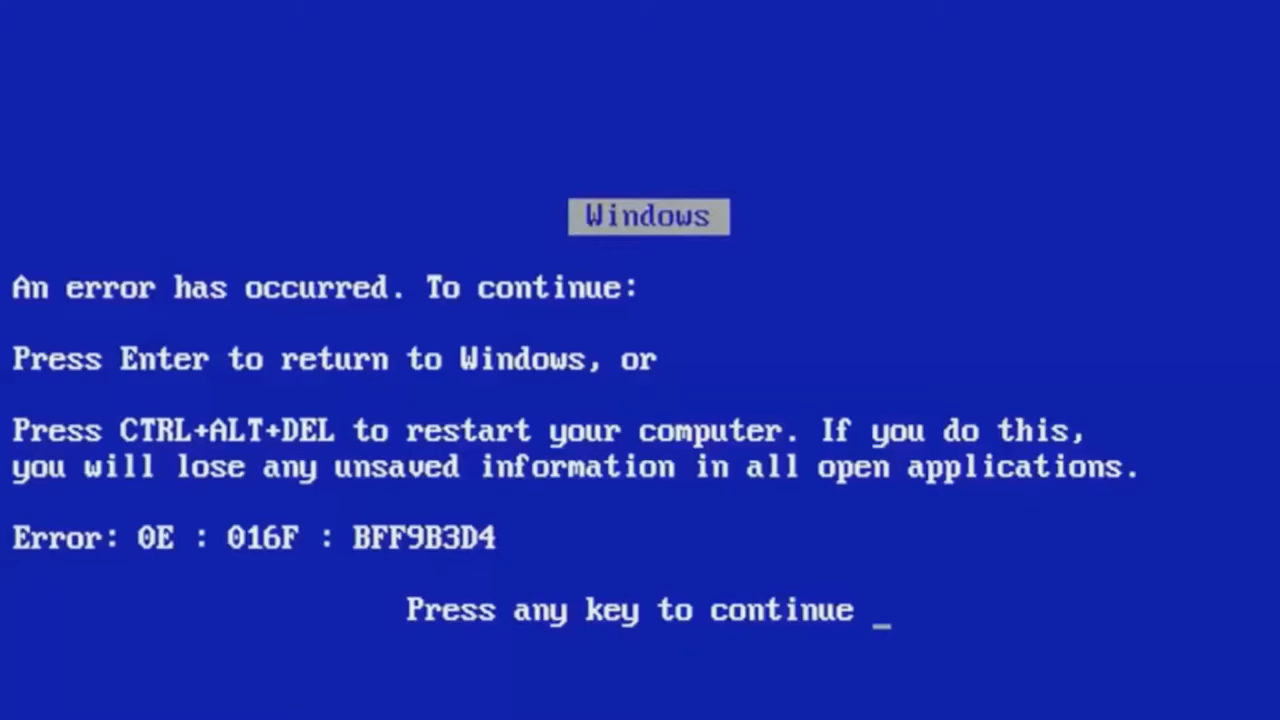 Windows
An error has occurred. To continue:
Press Enter to return to Windows, or
Press CTRL+ALT+DEL to restart your computer. If you do this,
you will lose any unsaved information in all open applications.
Error: 0E : 016F : BFF9B3D4
Press any key to continue _